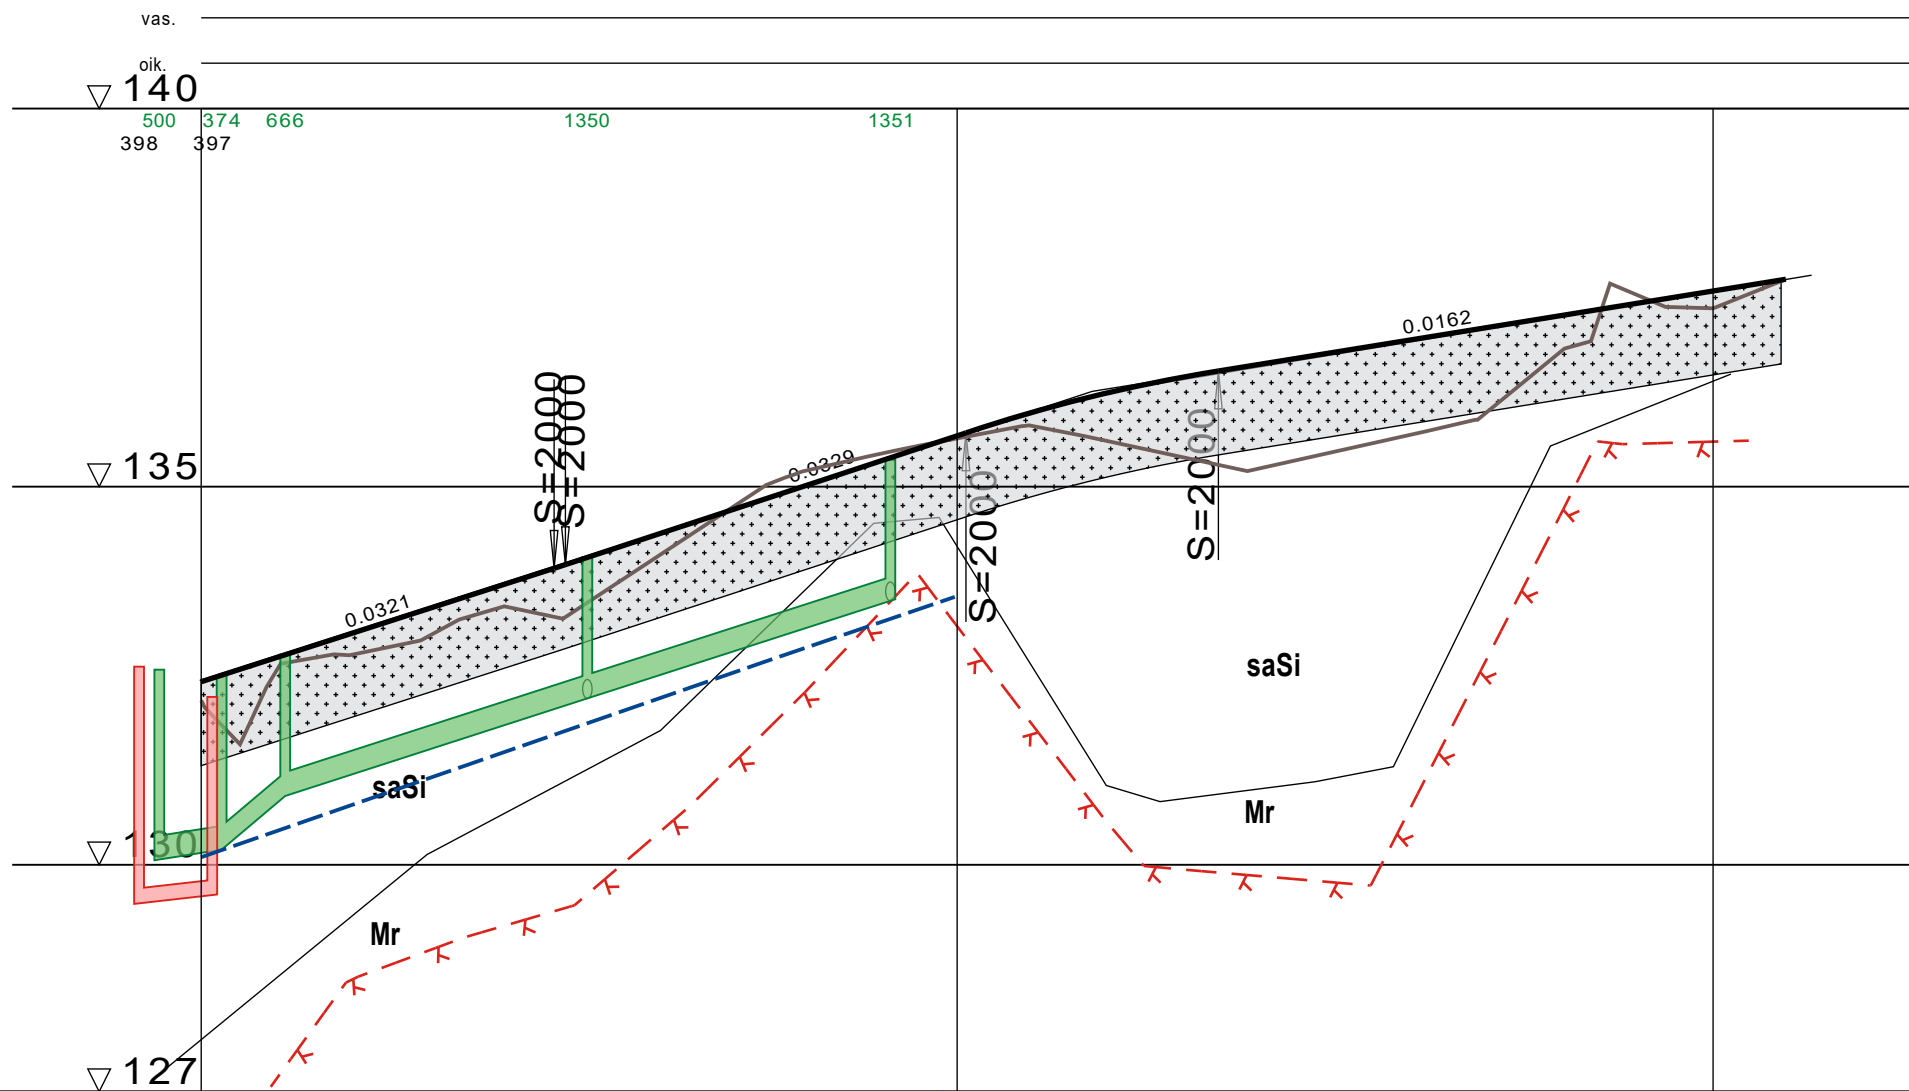 vas.
oik.
140
500 374 666 1350 1351
398 397
0.0162
S=2000
S=2000
S=2000
135
0.0329
S=2000
0.0321
saSi
saSi
Mr
130
Mr
127